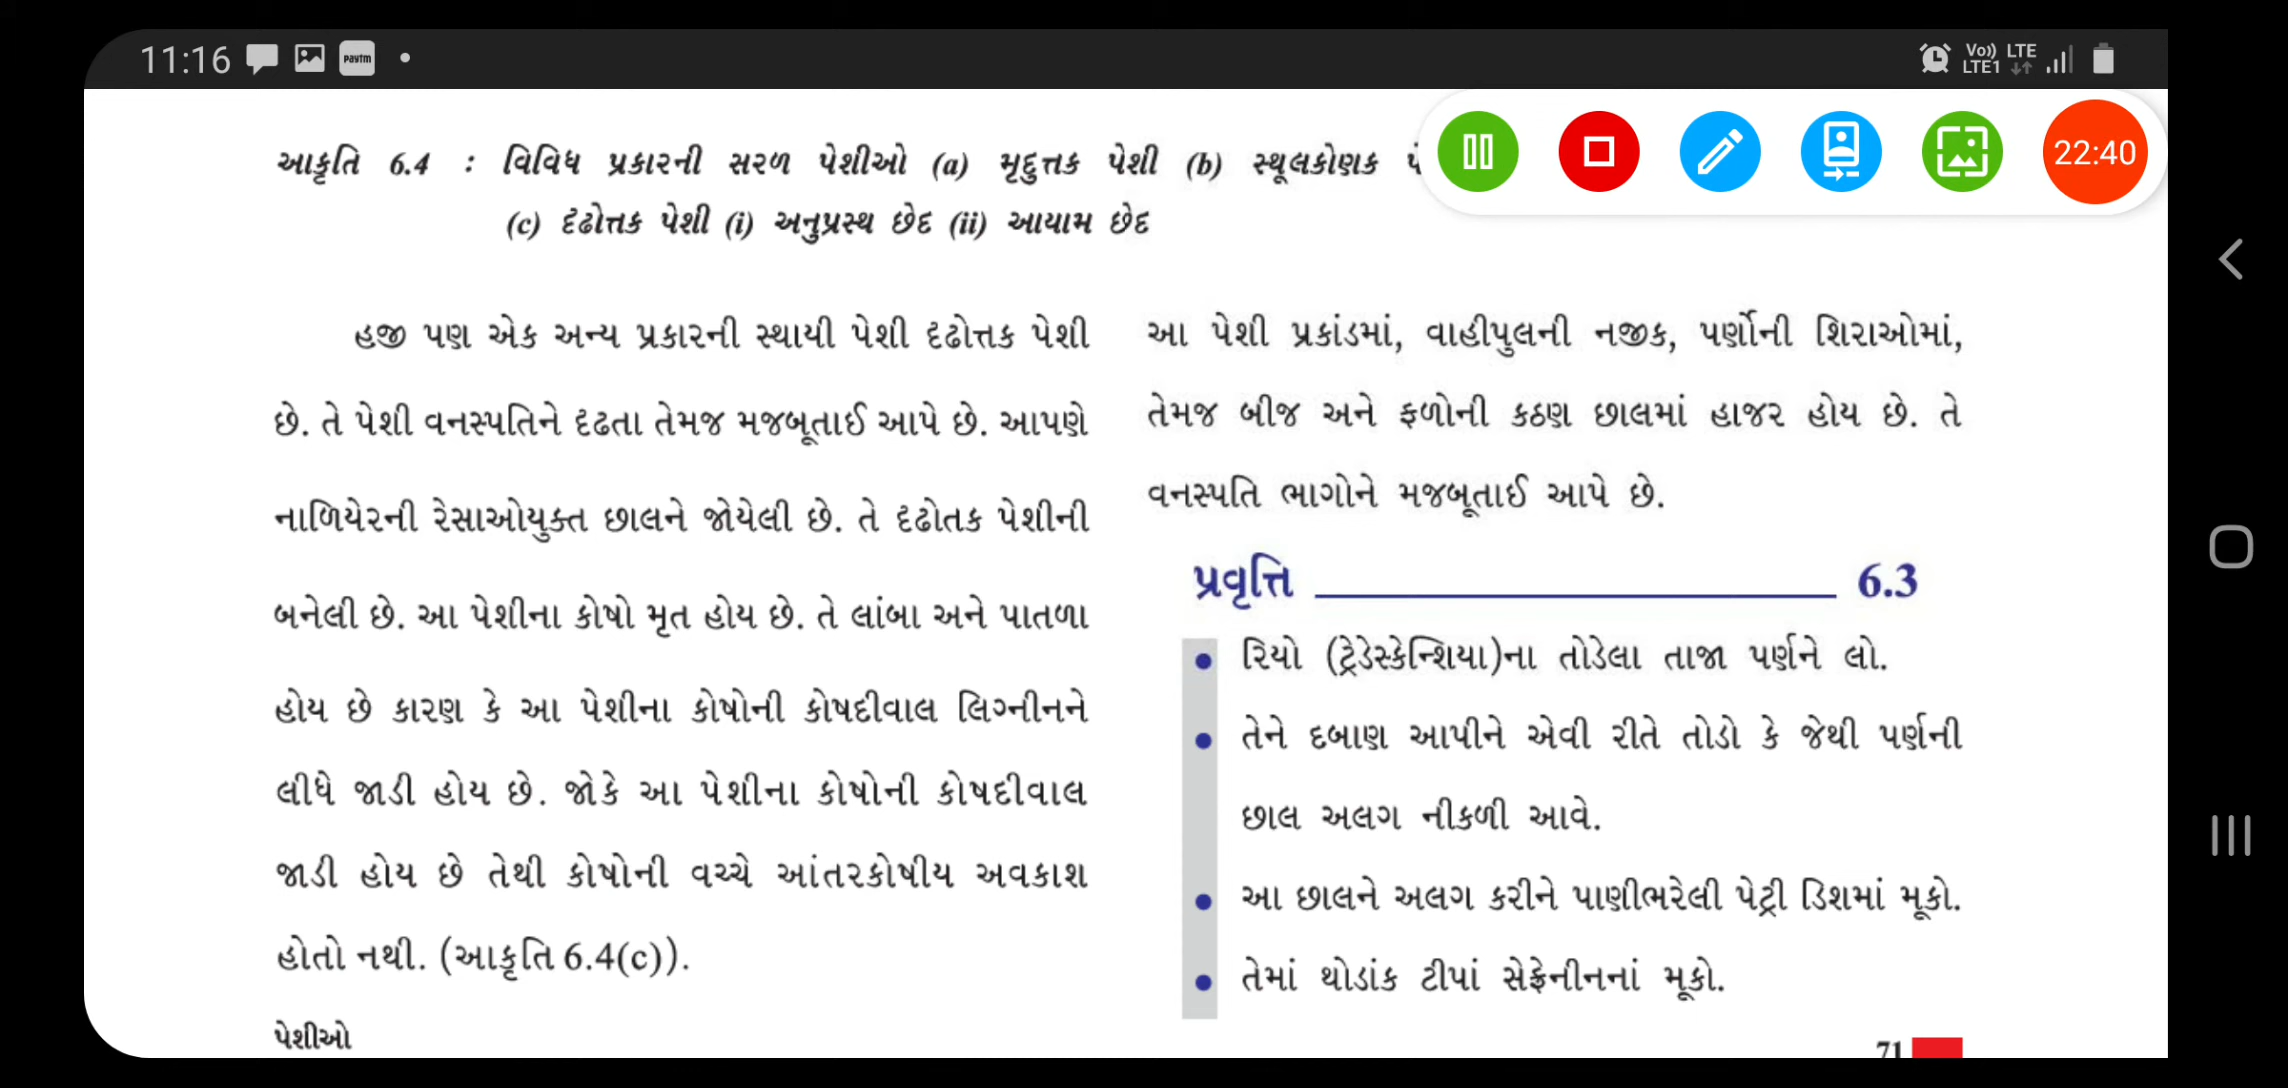 11:16
paytm
Vo)) LTE
LTE1
22:40
આકૃતિ 6.4 : વિવિધ પ્રકારની સરળ પેશીઓ (a) મૃદુત્તક પેશી (b) સ્થૂલકોણક પે
(c) દૃઢોત્તક પેશી (i) અનુપ્રસ્થ છેદ (ii) આયામ છેદ
હજી પણ એક અન્ય પ્રકારની સ્થાયી પેશી દૃઢોત્તક પેશી
છે. તે પેશી વનસ્પતિને દૃઢતા તેમજ મજબૂતાઈ આપે છે. આપણે
નાળિયેરની રેસાઓયુક્ત છાલને જોયેલી છે. તે દૃઢોતક પેશીની
બનેલી છે. આ પેશીના કોષો મૃત હોય છે. તે લાંબા અને પાતળા
હોય છે કારણ કે આ પેશીના કોષોની કોષદીવાલ લિગ્નીનને
લીધે જાડી હોય છે. જોકે આ પેશીના કોષોની કોષદીવાલ
જાડી હોય છે તેથી કોષોની વચ્ચે આંતરકોષીય અવકાશ
હોતો નથી. (આકૃતિ 6.4(c)).
આ પેશી પ્રકાંડમાં, વાહીપુલની નજીક, પર્ણોની શિરાઓમાં,
તેમજ બીજ અને ફળોની કઠણ છાલમાં હાજર હોય છે. તે
વનસ્પતિ ભાગોને મજબૂતાઈ આપે છે.
પ્રવૃત્તિ 6.3
• રિયો (ટ્રેડેસ્કેન્શિયા)ના તોડેલા તાજા પર્ણને લો.
• તેને દબાણ આપીને એવી રીતે તોડો કે જેથી પર્ણની
છાલ અલગ નીકળી આવે.
• આ છાલને અલગ કરીને પાણીભરેલી પેટ્રી ડિશમાં મૂકો.
• તેમાં થોડાંક ટીપાં સેફ્રેનીનનાં મૂકો.
પેશીઓ
71